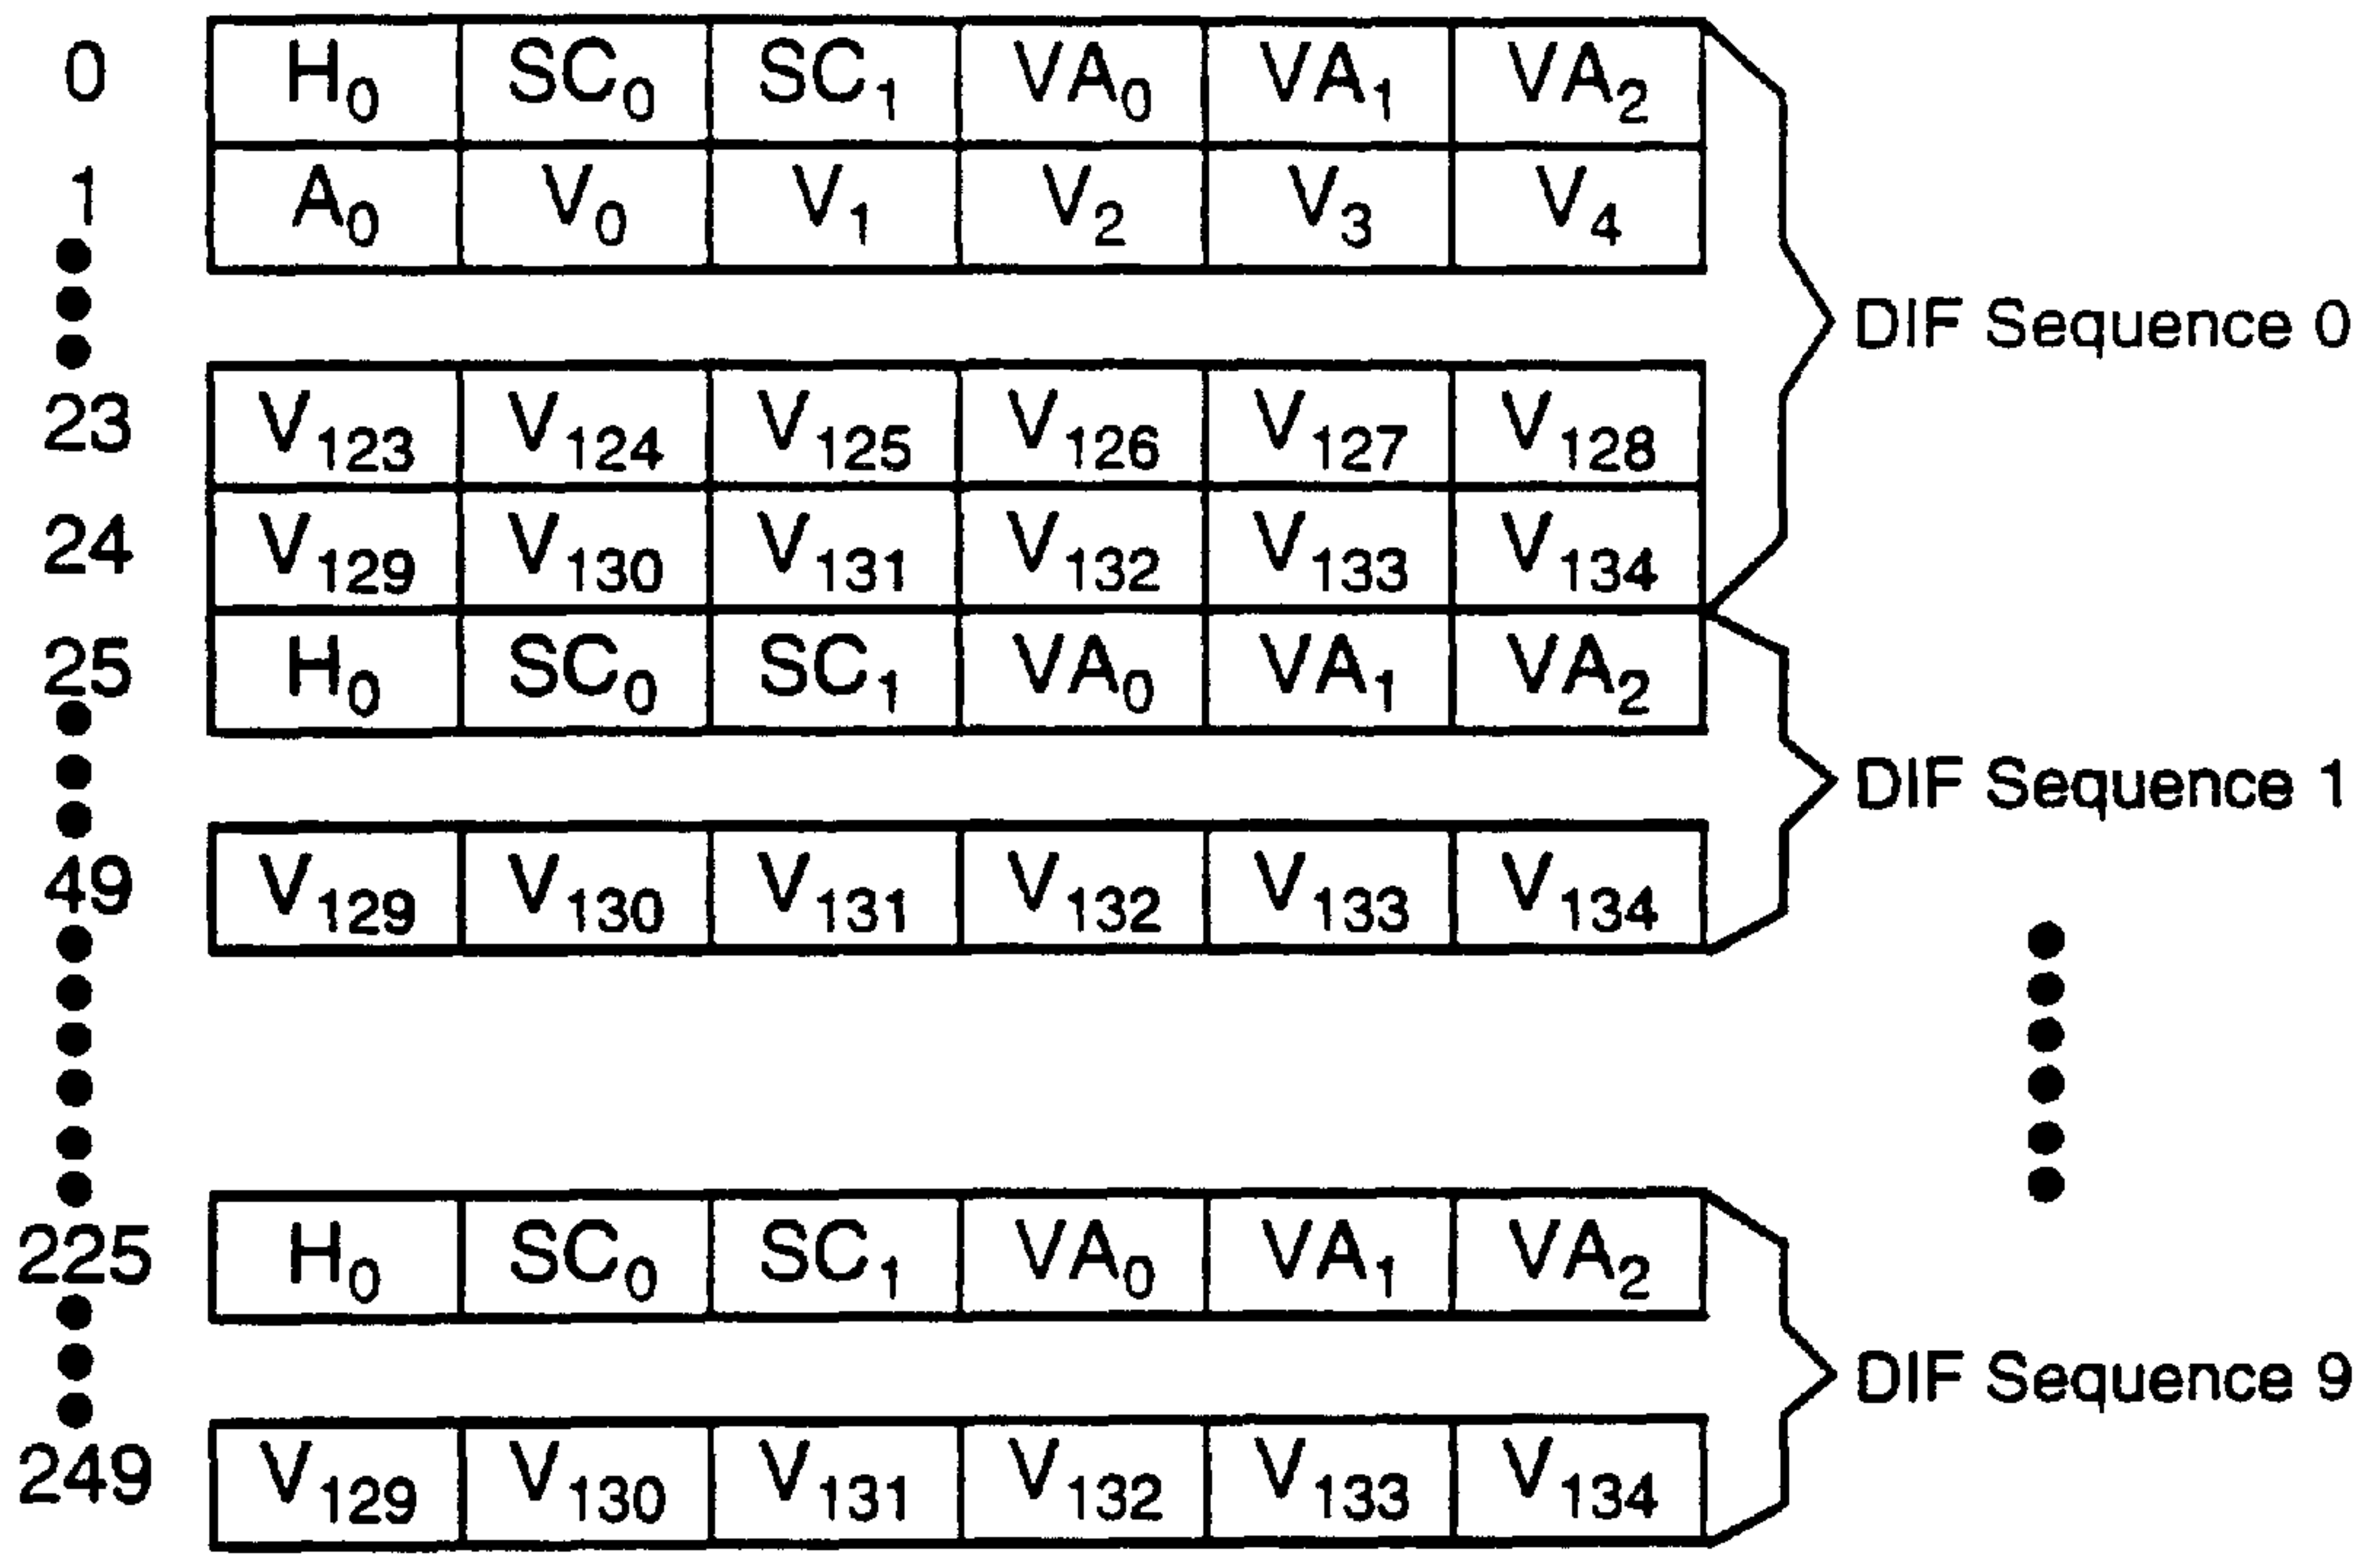 0 H0 SC0 SC1 VA0 VA1 VA2
1 A0 V0 V1 V2 V3 V4
DIF Sequence 0
23 V123 V124 V125 V126 V127 V128
24 V129 V130 V131 V132 V133 V134
25 H0 SC0 SC1 VA0 VA1 VA2
DIF Sequence 1
49 V129 V130 V131 V132 V133 V134
225 H0 SC0 SC1 VA0 VA1 VA2
DIF Sequence 9
249 V129 V130 V131 V132 V133 V134